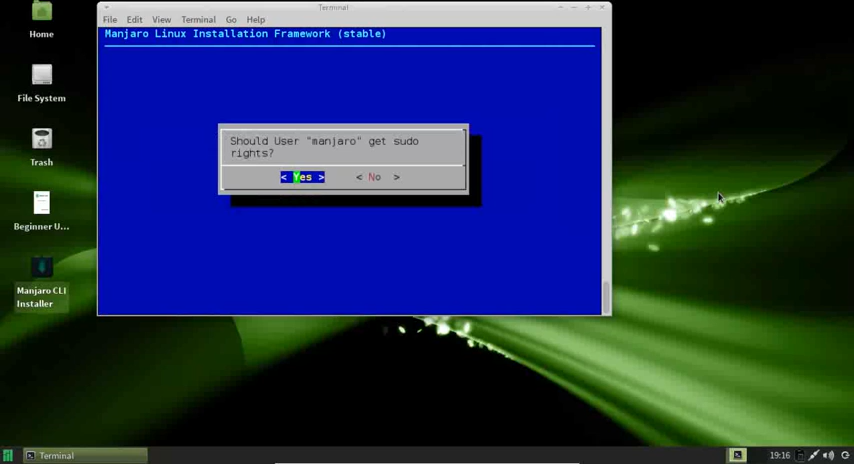 Terminal
File Edit View Terminal Go Help
Manjaro Linux Installation Framework (stable)
Should User "manjaro" get sudo
rights?
< Yes > < No >
Home
File System
Trash
Beginner U...
Manjaro CLI
Installer
Terminal
19:16